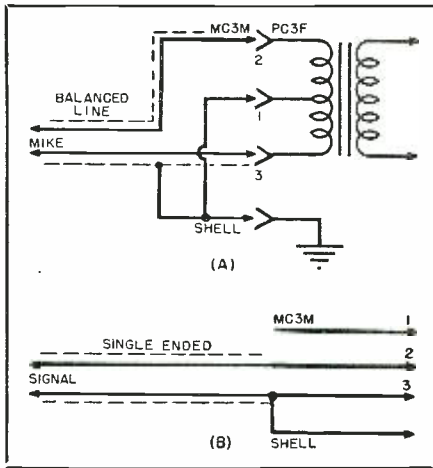 MC3M PC3F
2
BALANCED
LINE
1
MIKE
3
SHELL
(A)
MC3M
1
SINGLE ENDED
2
SIGNAL
3
SHELL
(B)